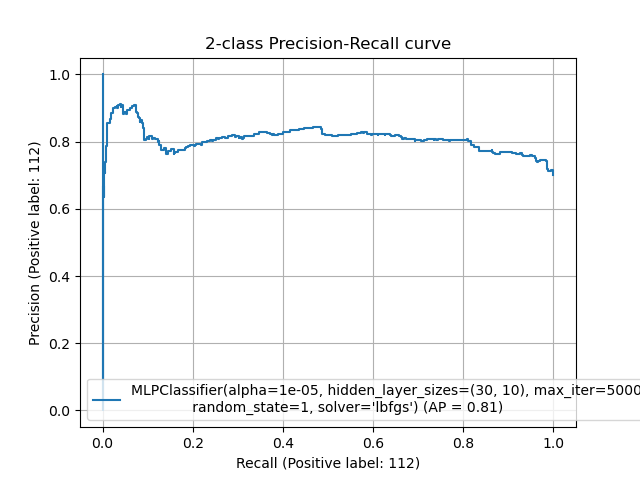 2-class Precision-Recall curve
1.0
0.8
0.6
0.4
0.2
0.0
Precision (Positive label: 112)
MLPClassifier(alpha=1e-05, hidden_layer_sizes=(30, 10), max_iter=5000
random_state=1, solver='lbfgs') (AP = 0.81)
0.0 0.2 0.4 0.6 0.8 1.0
Recall (Positive label: 112)